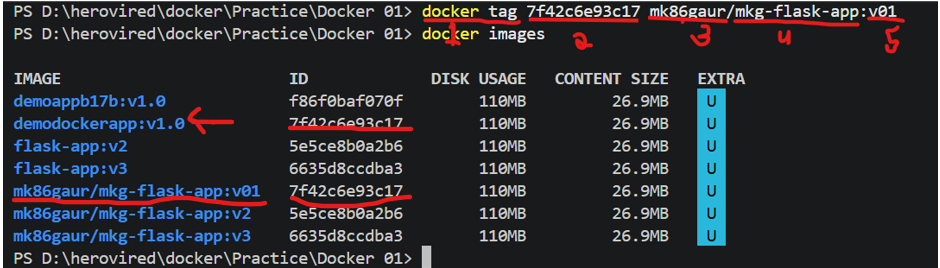 PS D:\herovired\docker\Practice\Docker 01> docker tag 7f42c6e93c17 mk86gaur/mkg-flask-app:v01
PS D:\herovired\docker\Practice\Docker 01> docker images
1 2 3 4 5
IMAGE ID DISK USAGE CONTENT SIZE EXTRA
demoappb17b:v1.0 f86f0baf070f 110MB 26.9MB U
demodockerapp:v1.0 7f42c6e93c17 110MB 26.9MB U
flask-app:v2 5e5ce8b0a2b6 110MB 26.9MB U
flask-app:v3 6635d8ccdba3 110MB 26.9MB U
mk86gaur/mkg-flask-app:v01 7f42c6e93c17 110MB 26.9MB U
mk86gaur/mkg-flask-app:v2 5e5ce8b0a2b6 110MB 26.9MB U
mk86gaur/mkg-flask-app:v3 6635d8ccdba3 110MB 26.9MB U
PS D:\herovired\docker\Practice\Docker 01>